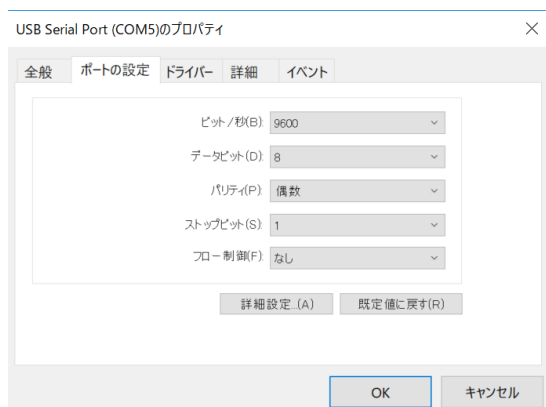 USB Serial Port (COM5)のプロパティ
全般 ポートの設定 ドライバー 詳細 イベント
ビット/秒(B): 9600
データ ビット(D): 8
パリティ(P): 偶数
ストップ ビット(S): 1
フロー制御(F): なし
詳細設定...(A) 既定値に戻す(R)
OK キャンセル